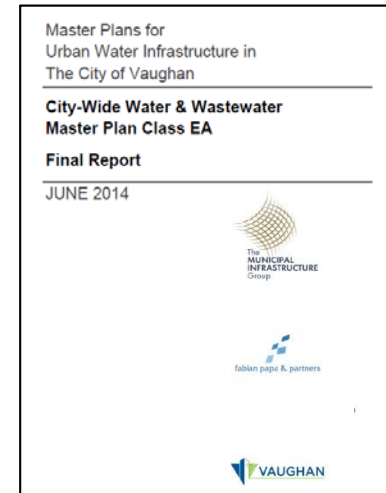 Master Plans for
Urban Water Infrastructure in
The City of Vaughan
City-Wide Water & Wastewater
Master Plan Class EA
Final Report
JUNE 2014
The
MUNICIPAL
INFRASTRUCTURE
Group
fabian papa & partners
VAUGHAN